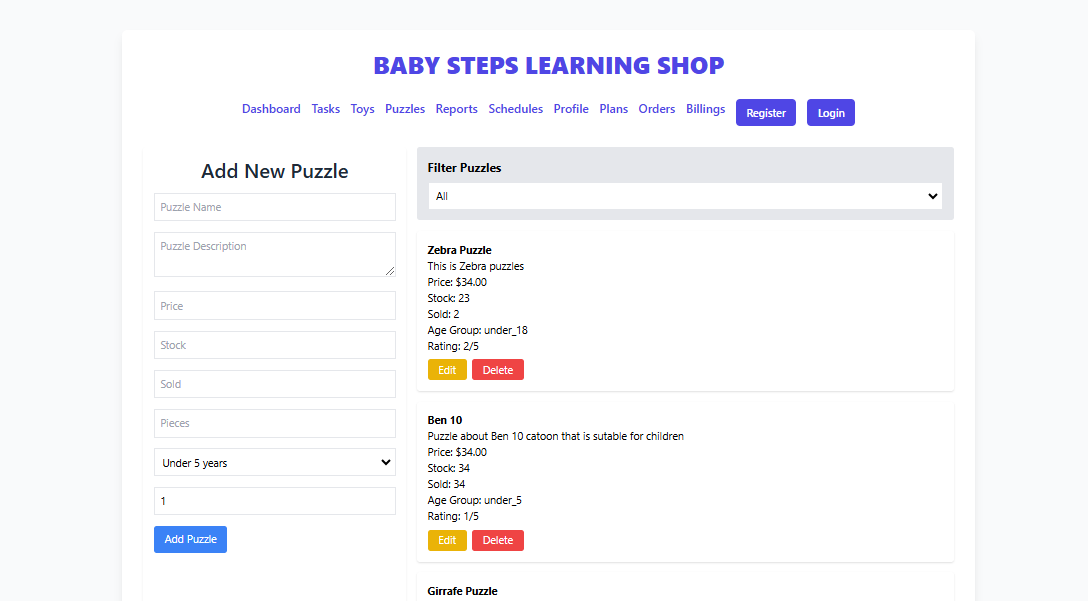 BABY STEPS LEARNING SHOP
Dashboard Tasks Toys Puzzles Reports Schedules Profile Plans Orders Billings Register Login
Add New Puzzle
Puzzle Name
Puzzle Description
Price
Stock
Sold
Pieces
Under 5 years
1
Add Puzzle
Filter Puzzles
All
Zebra Puzzle
This is Zebra puzzles
Price: $34.00
Stock: 23
Sold: 2
Age Group: under_18
Rating: 2/5
Edit Delete
Ben 10
Puzzle about Ben 10 catoon that is sutable for children
Price: $34.00
Stock: 34
Sold: 34
Age Group: under_5
Rating: 1/5
Edit Delete
Girrafe Puzzle